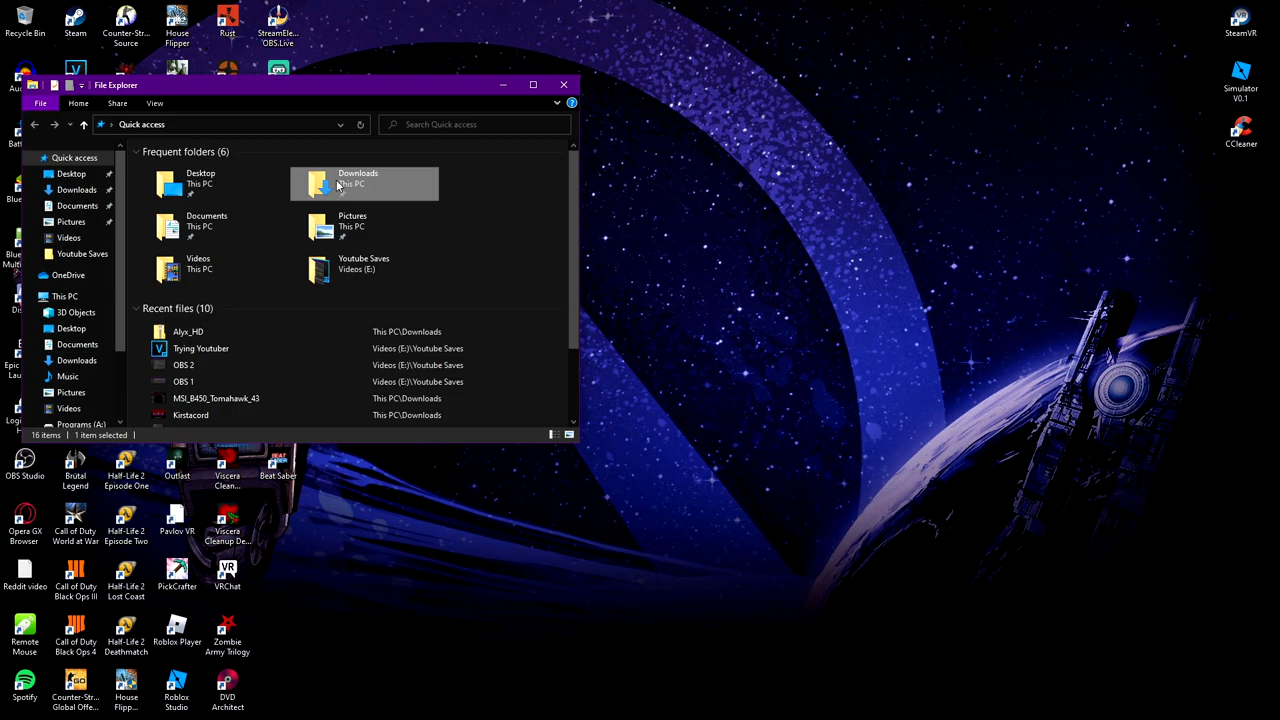 Recycle Bin
Steam
Counter-Str...
Source
House
Flipper
Rust
StreamEle...
OBS.Live
SteamVR
Simulator
V0.1
CCleaner
File Explorer
File
Home
Share
View
Quick access
Search Quick access
Quick access
Desktop
Downloads
Documents
Pictures
Videos
Youtube Saves
OneDrive
This PC
3D Objects
Desktop
Documents
Downloads
Music
Pictures
Videos
Programs (A:)
Frequent folders (6)
Desktop
This PC
Downloads
This PC
Documents
This PC
Pictures
This PC
Videos
This PC
Youtube Saves
Videos (E:)
Recent files (10)
Alyx_HD
This PC\Downloads
Trying Youtuber
Videos (E:)\Youtube Saves
OBS 2
Videos (E:)\Youtube Saves
OBS 1
Videos (E:)\Youtube Saves
MSI_B450_Tomahawk_43
This PC\Downloads
Kirstacord
This PC\Downloads
16 items
1 item selected
OBS Studio
Brutal
Legend
Half-Life 2
Episode One
Outlast
Viscera
Clean...
Beat Saber
Opera GX
Browser
Call of Duty
World at War
Half-Life 2
Episode Two
Pavlov VR
Viscera
Cleanup De...
Reddit video
Call of Duty
Black Ops III
Half-Life 2
Lost Coast
PickCrafter
VRChat
Remote
Mouse
Call of Duty
Black Ops 4
Half-Life 2
Deathmatch
Roblox Player
Zombie
Army Trilogy
Spotify
Counter-Str...
Global Offe...
House
Flipp...
Roblox
Studio
DVD
Architect